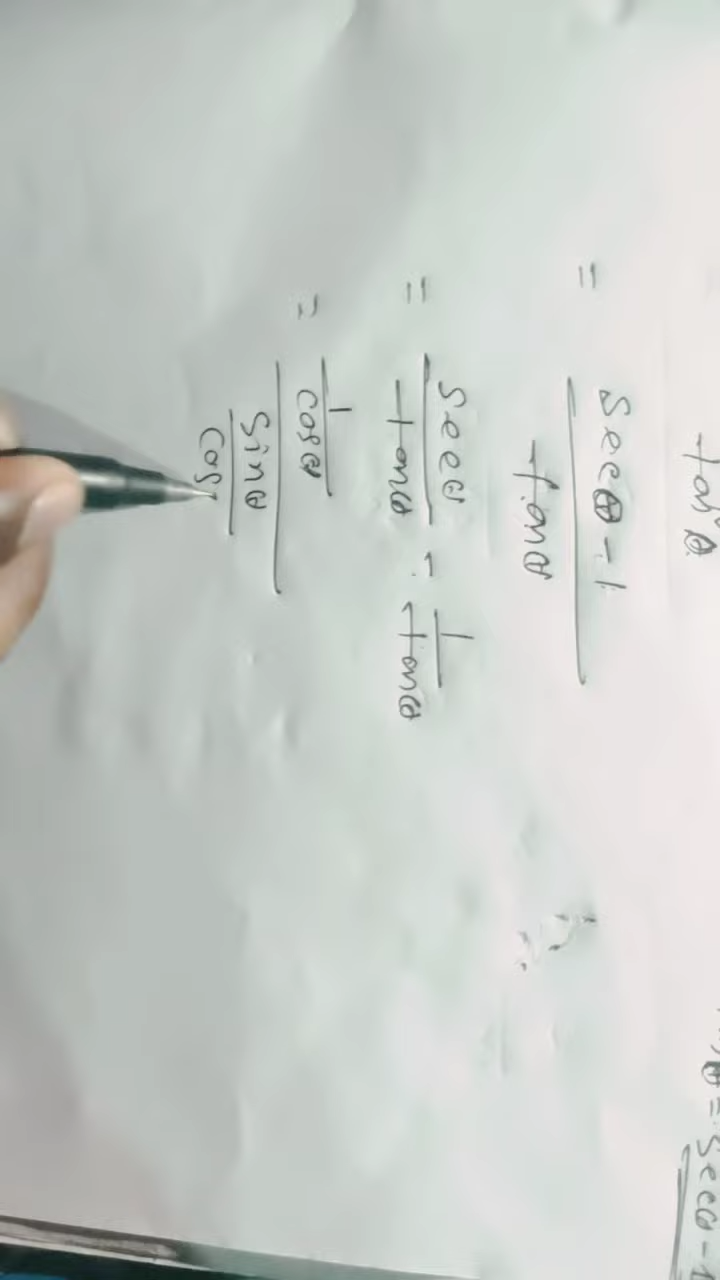 tan²θ
= secθ - 1 / tanθ
= secθ / tanθ - 1 / tanθ
= 1 / cosθ / sinθ / cos
θ = secθ - 1